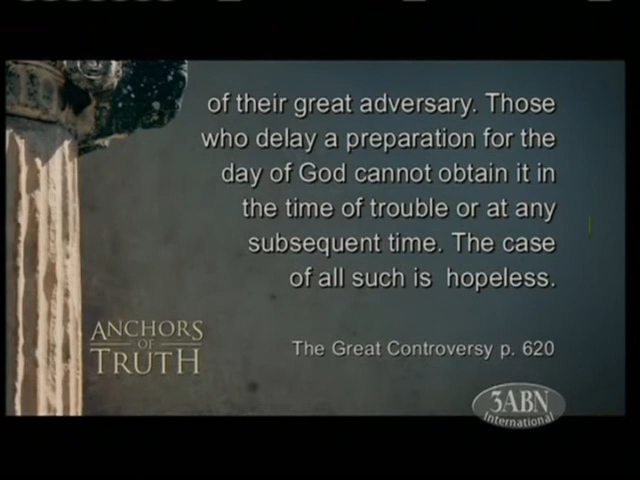 of their great adversary. Those
who delay a preparation for the
day of God cannot obtain it in
the time of trouble or at any
subsequent time. The case
of all such is hopeless.
The Great Controversy p. 620
ANCHORS
OF
TRUTH
3ABN
International